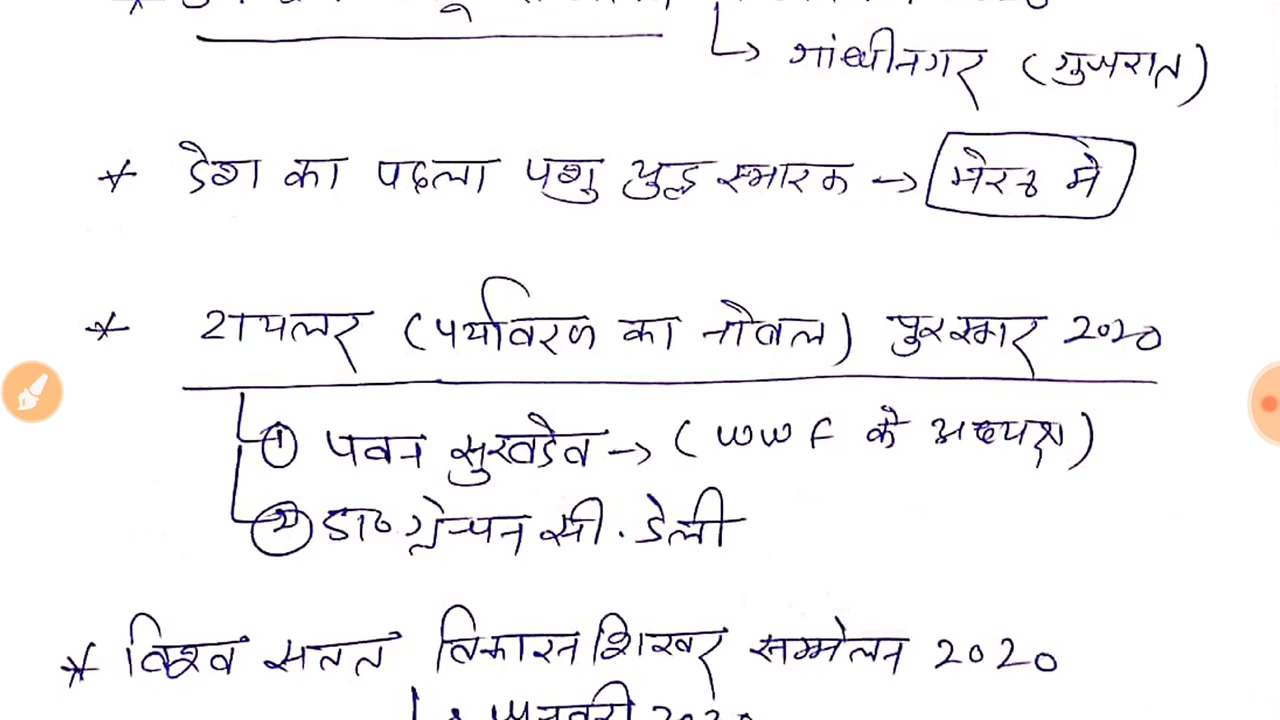 ↳ गांधीनगर (गुजरात)
* देश का पहला पशु युद्ध स्मारक → मेरठ मे
* टायलर (पर्यावरण का नोबल) पुरस्कार 2020
① पवन सुखदेव → (WWF के अध्यक्ष)
② डा० ग्रेचन सी. डेली
* विश्व सतत विकास शिखर सम्मेलन 2020